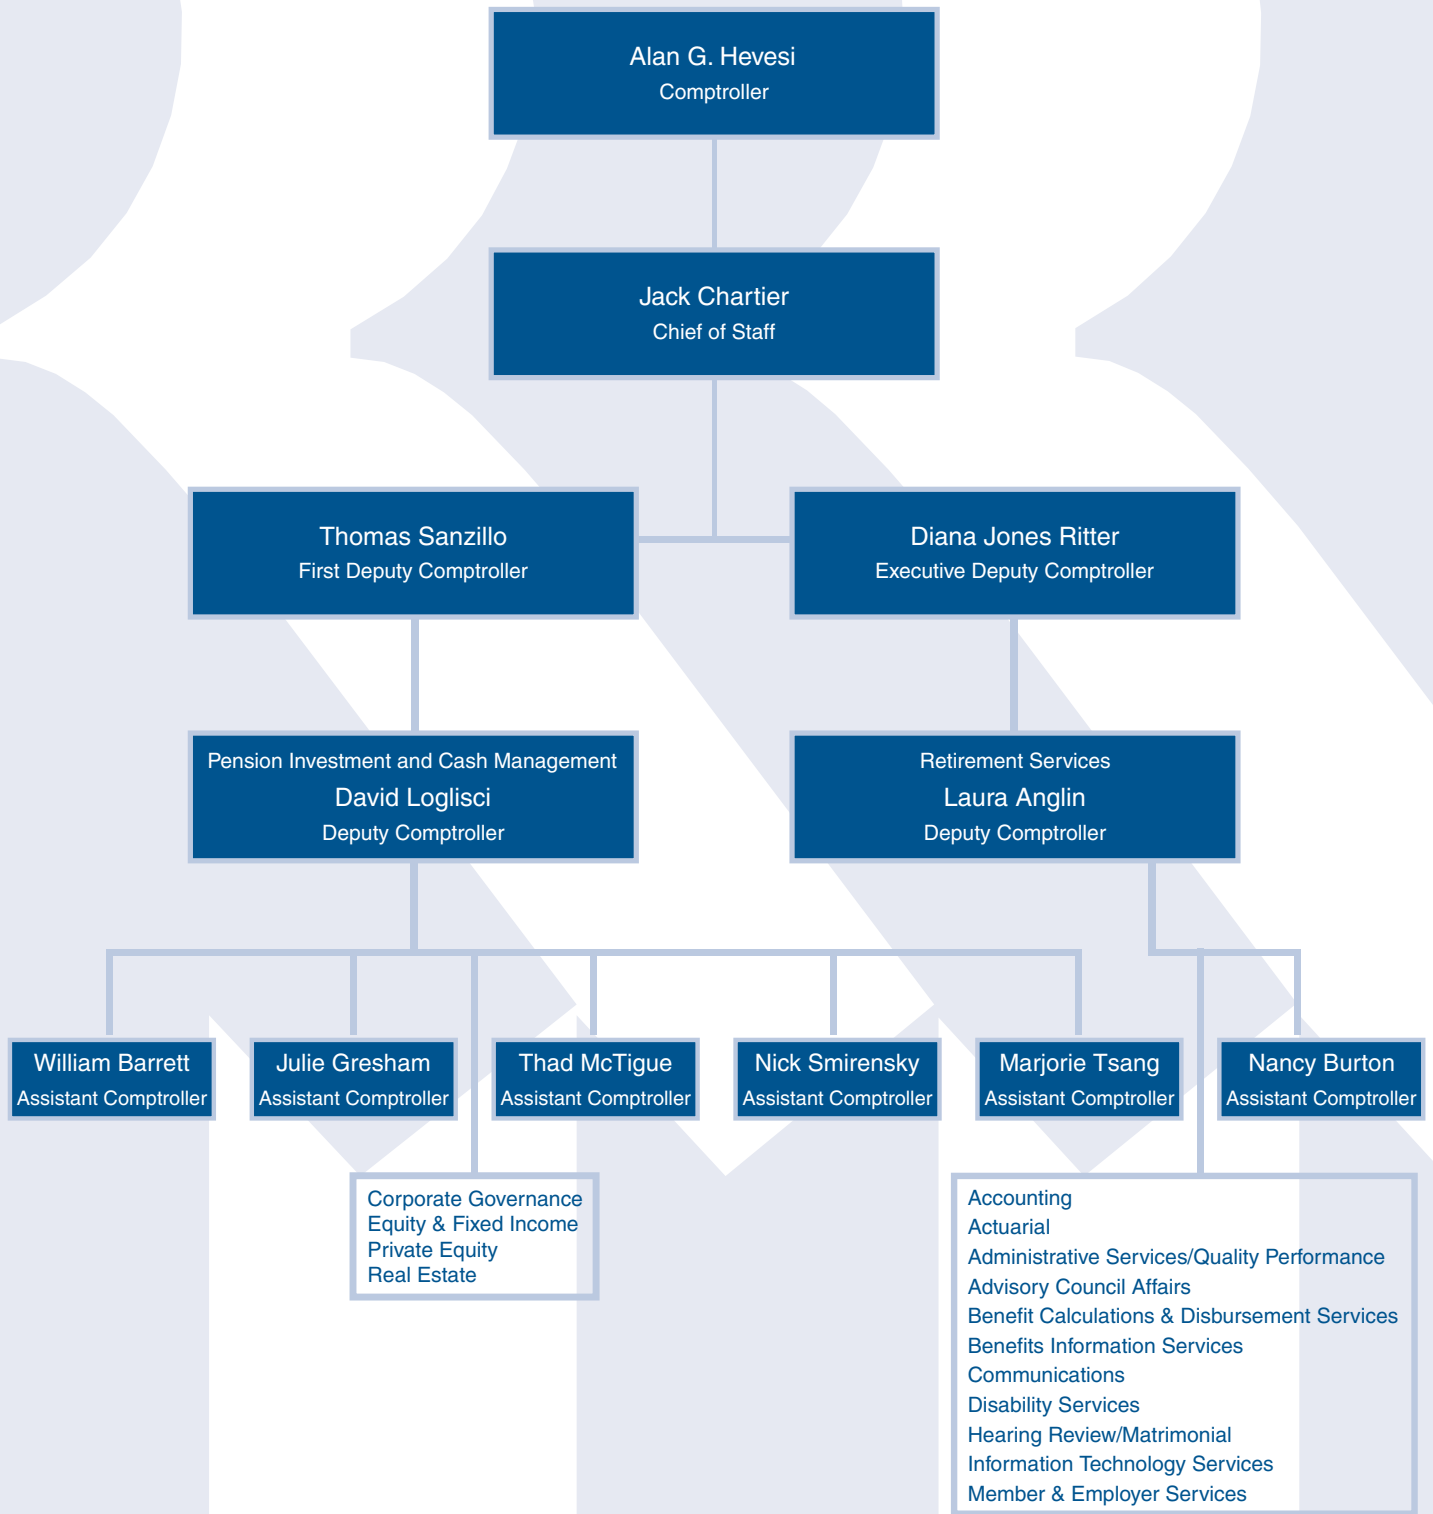 Alan G. Hevesi
Comptroller
Jack Chartier
Chief of Staff
Thomas Sanzillo
First Deputy Comptroller
Diana Jones Ritter
Executive Deputy Comptroller
Pension Investment and Cash Management
David Loglisci
Deputy Comptroller
Retirement Services
Laura Anglin
Deputy Comptroller
William Barrett
Assistant Comptroller
Julie Gresham
Assistant Comptroller
Thad McTigue
Assistant Comptroller
Nick Smirensky
Assistant Comptroller
Marjorie Tsang
Assistant Comptroller
Nancy Burton
Assistant Comptroller
Corporate Governance
Equity & Fixed Income
Private Equity
Real Estate
Accounting
Actuarial
Administrative Services/Quality Performance
Advisory Council Affairs
Benefit Calculations & Disbursement Services
Benefits Information Services
Communications
Disability Services
Hearing Review/Matrimonial
Information Technology Services
Member & Employer Services